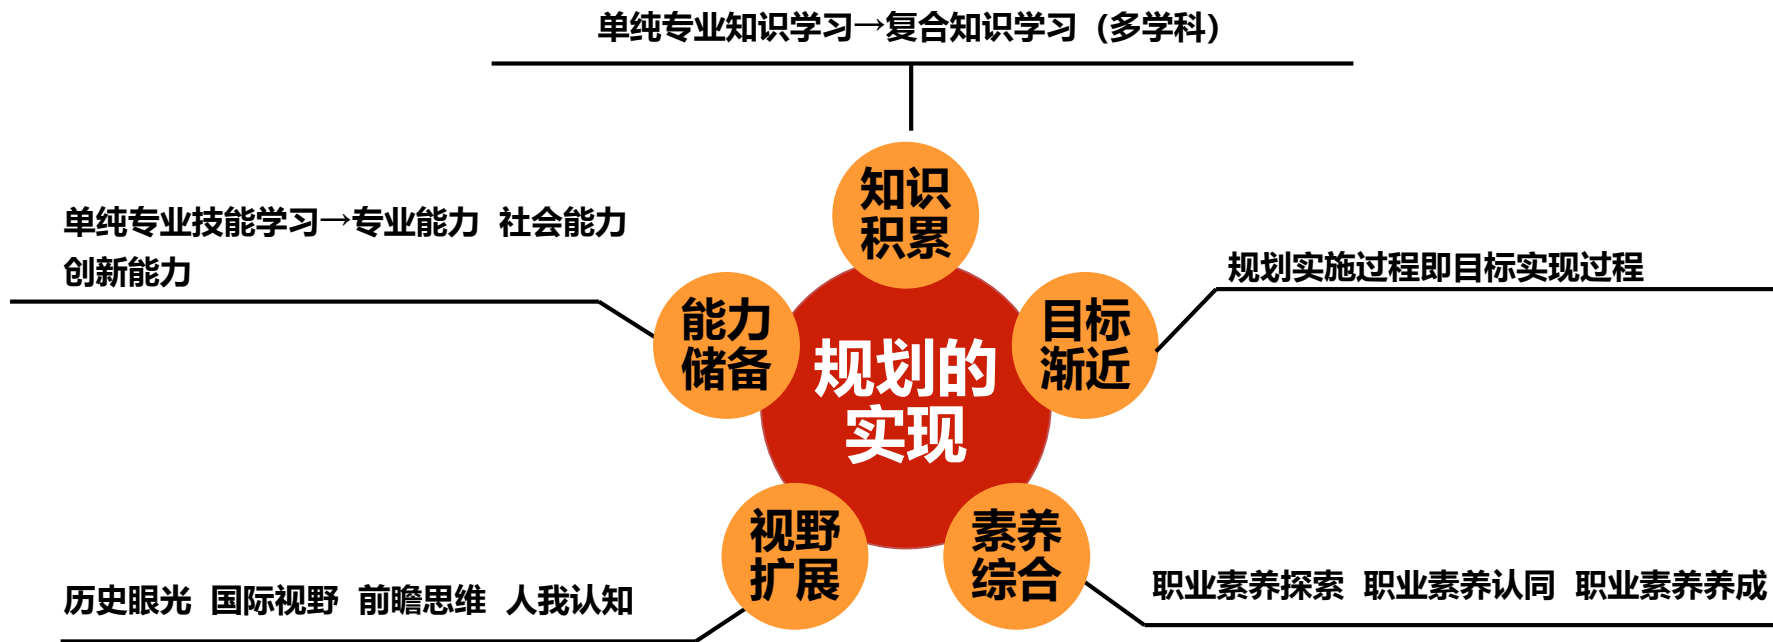 单纯专业知识学习→复合知识学习（多学科）
知识
积累
单纯专业技能学习→专业能力 社会能力
创新能力
能力
储备
规划实施过程即目标实现过程
目标
渐近
规划的
实现
视野
扩展
历史眼光 国际视野 前瞻思维 人我认知
素养
综合
职业素养探索 职业素养认同 职业素养养成